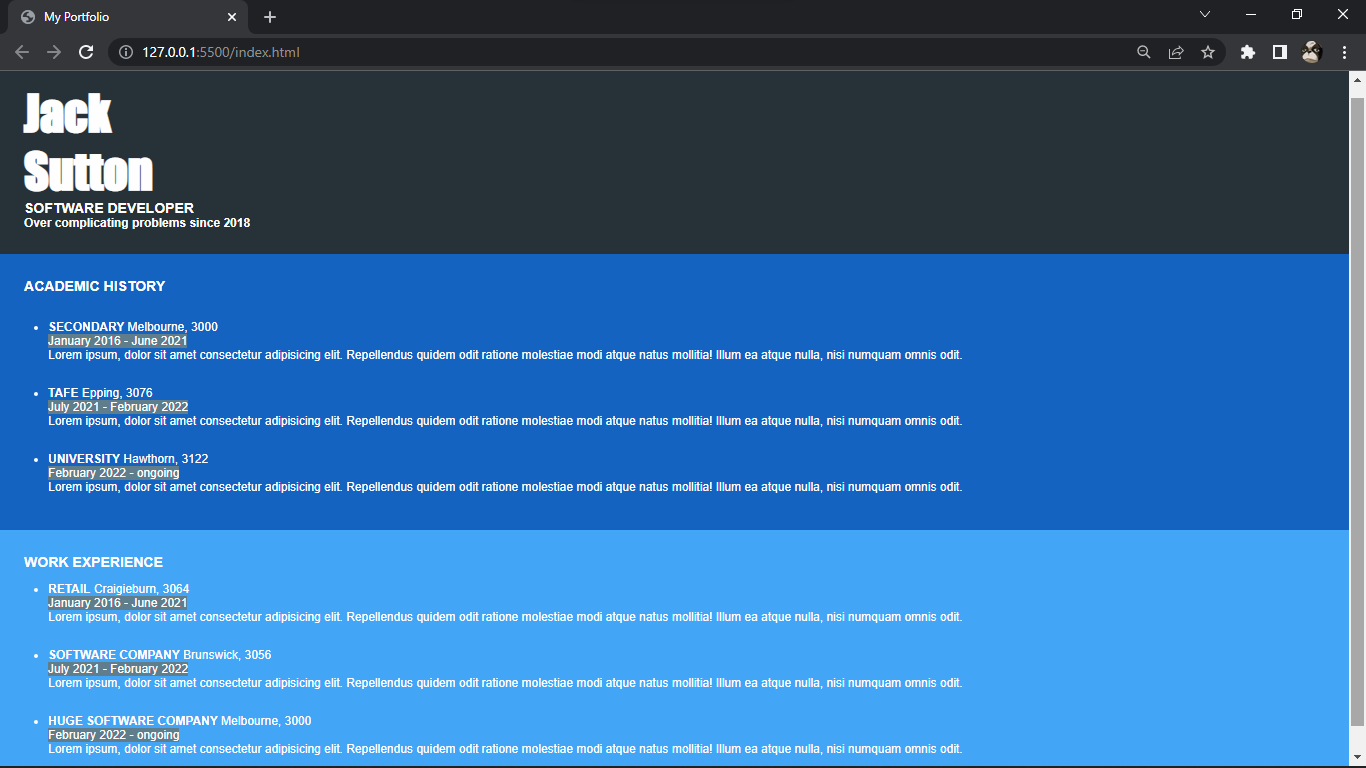 My Portfolio
127.0.0.1:5500/index.html
Jack
Sutton
SOFTWARE DEVELOPER
Over complicating problems since 2018
ACADEMIC HISTORY
SECONDARY Melbourne, 3000
January 2016 - June 2021
Lorem ipsum, dolor sit amet consectetur adipisicing elit. Repellendus quidem odit ratione molestiae modi atque natus mollitia! Illum ea atque nulla, nisi numquam omnis odit.
TAFE Epping, 3076
July 2021 - February 2022
Lorem ipsum, dolor sit amet consectetur adipisicing elit. Repellendus quidem odit ratione molestiae modi atque natus mollitia! Illum ea atque nulla, nisi numquam omnis odit.
UNIVERSITY Hawthorn, 3122
February 2022 - ongoing
Lorem ipsum, dolor sit amet consectetur adipisicing elit. Repellendus quidem odit ratione molestiae modi atque natus mollitia! Illum ea atque nulla, nisi numquam omnis odit.
WORK EXPERIENCE
RETAIL Craigieburn, 3064
January 2016 - June 2021
Lorem ipsum, dolor sit amet consectetur adipisicing elit. Repellendus quidem odit ratione molestiae modi atque natus mollitia! Illum ea atque nulla, nisi numquam omnis odit.
SOFTWARE COMPANY Brunswick, 3056
July 2021 - February 2022
Lorem ipsum, dolor sit amet consectetur adipisicing elit. Repellendus quidem odit ratione molestiae modi atque natus mollitia! Illum ea atque nulla, nisi numquam omnis odit.
HUGE SOFTWARE COMPANY Melbourne, 3000
February 2022 - ongoing
Lorem ipsum, dolor sit amet consectetur adipisicing elit. Repellendus quidem odit ratione molestiae modi atque natus mollitia! Illum ea atque nulla, nisi numquam omnis odit.